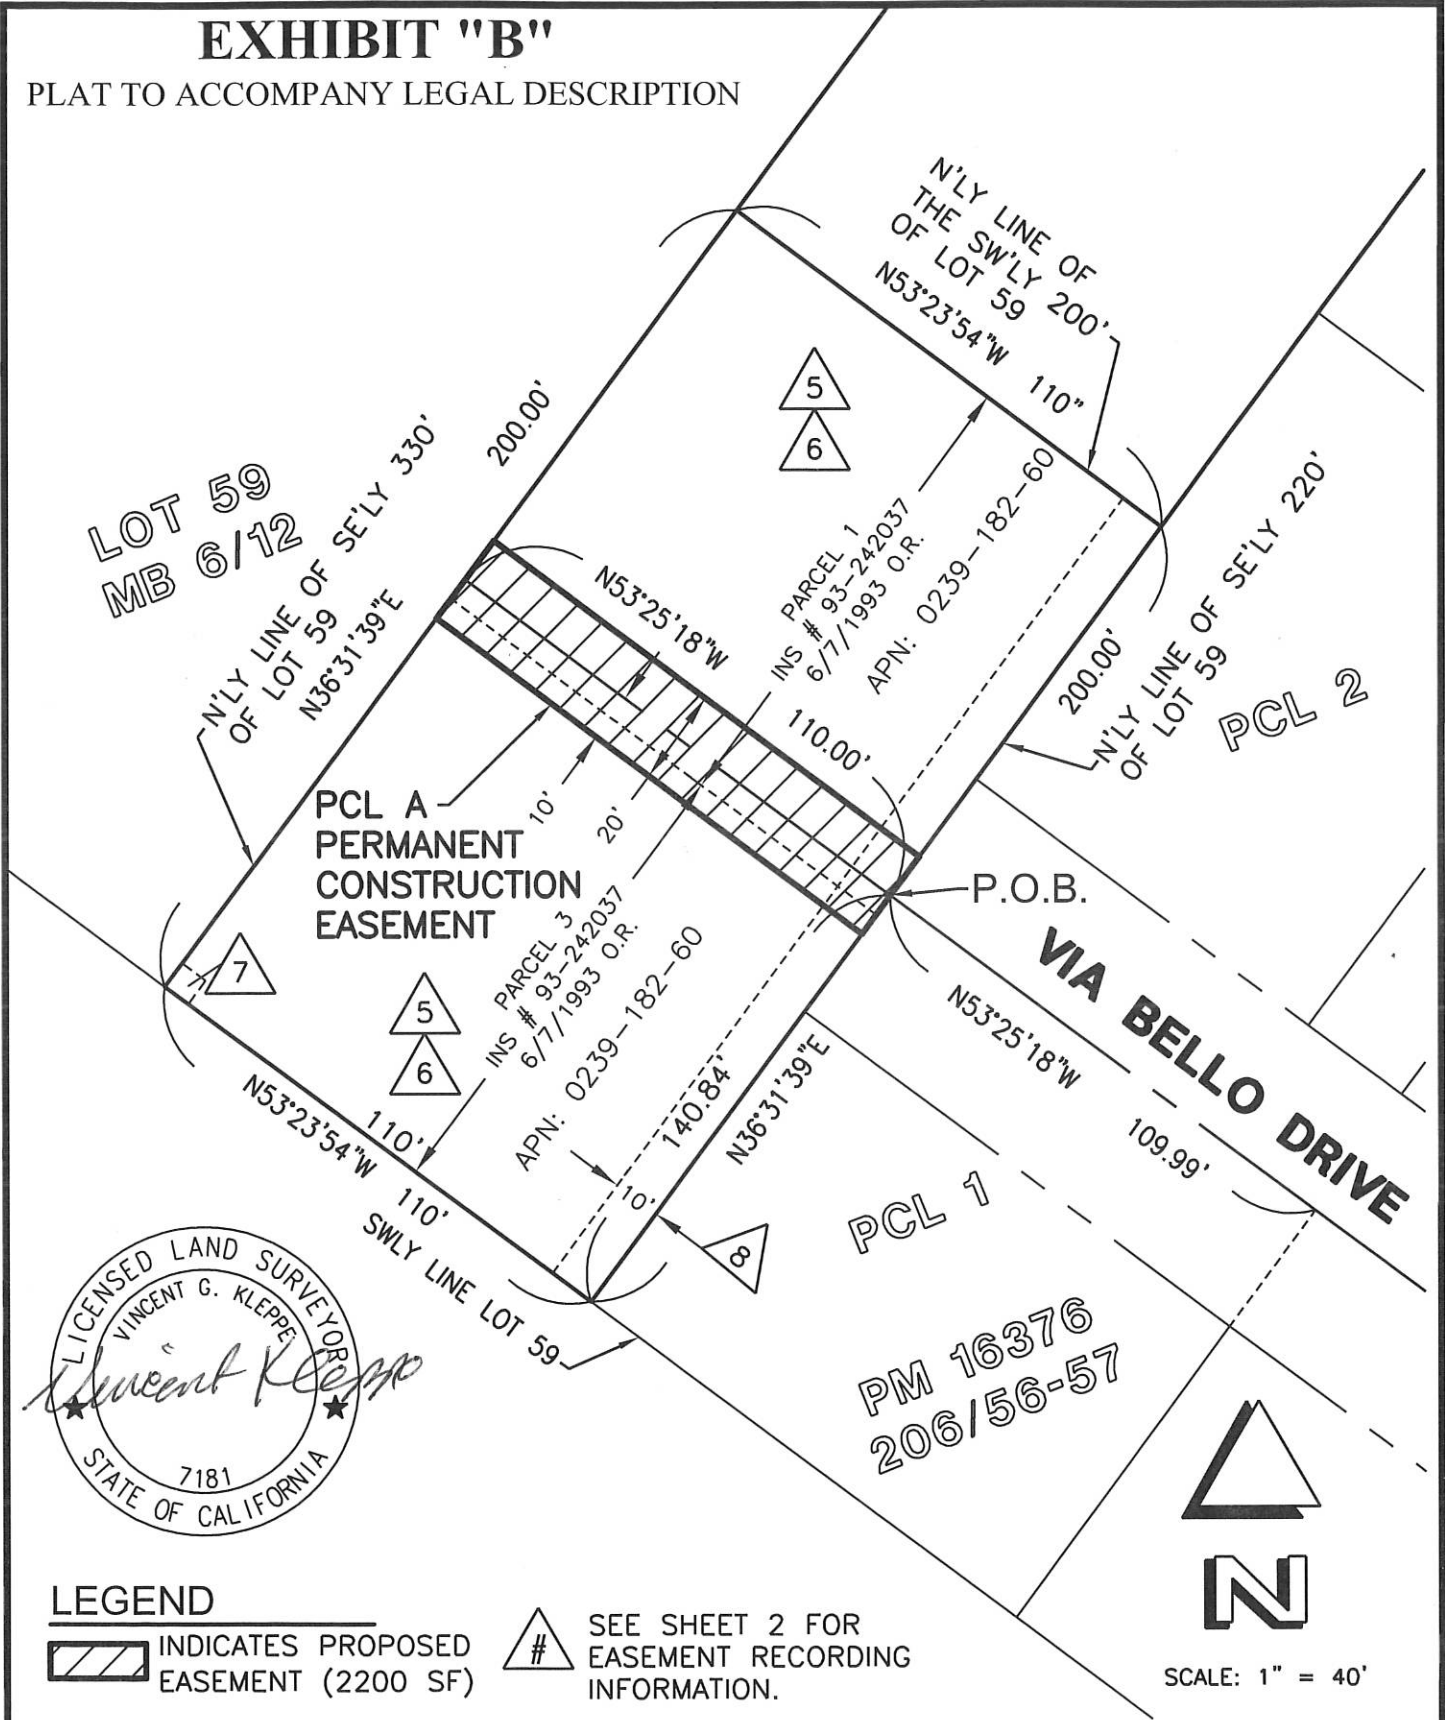 EXHIBIT "B"
PLAT TO ACCOMPANY LEGAL DESCRIPTION
N'LY LINE OF
THE SW'LY 200'
OF LOT 59
N53°23'54"W 110"
5
6
200.00'
LOT 59
MB 6/12
N'LY LINE OF SE'LY 330'
OF LOT 59
N36°31'39"E
N53°25'18"W
110.00'
PARCEL 1
INS # 93-242037
6/7/1993 O.R.
APN: 0239-182-60
200.00'
N'LY LINE OF SE'LY 220'
OF LOT 59
PCL 2
PCL A
PERMANENT
CONSTRUCTION
EASEMENT
10'
20'
P.O.B.
VIA BELLO DRIVE
N53°25'18"W
109.99'
7
5
6
PARCEL 3
INS # 93-242037
6/7/1993 O.R.
APN: 0239-182-60
140.84'
N36°31'39"E
10'
8
N53°23'54"W 110'
110'
SWLY LINE LOT 59
PCL 1
PM 16376
206/56-57
LICENSED LAND SURVEYOR
VINCENT G. KLEPPE
Vincent Kleppe
7181
STATE OF CALIFORNIA
LEGEND
INDICATES PROPOSED
EASEMENT (2200 SF)
#
SEE SHEET 2 FOR
EASEMENT RECORDING
INFORMATION.
N
SCALE: 1" = 40'